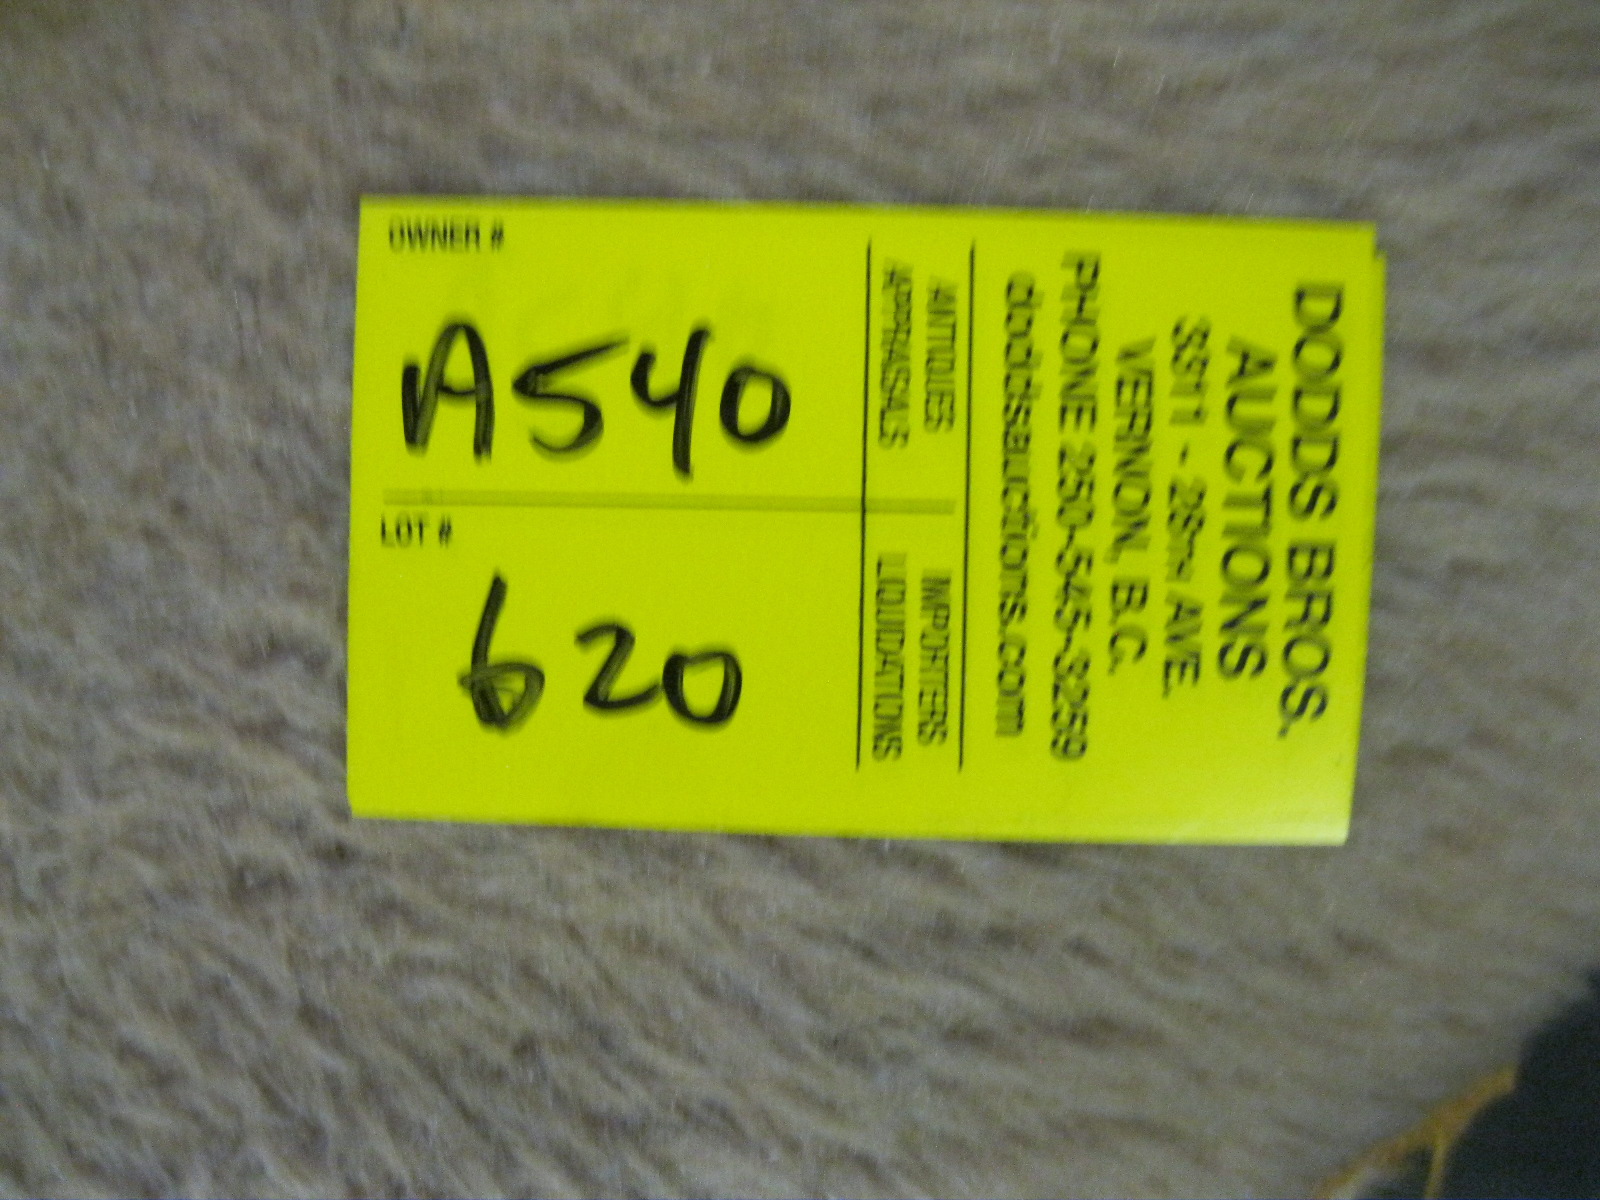 DODDS BROS.
AUCTIONS
3311 - 28TH AVE.
VERNON, B.C.
PHONE 250-545-3259
doddsauctions.com
ANTIQUES IMPORTERS
APPRAISALS LIQUIDATIONS
OWNER #
A540
LOT #
620